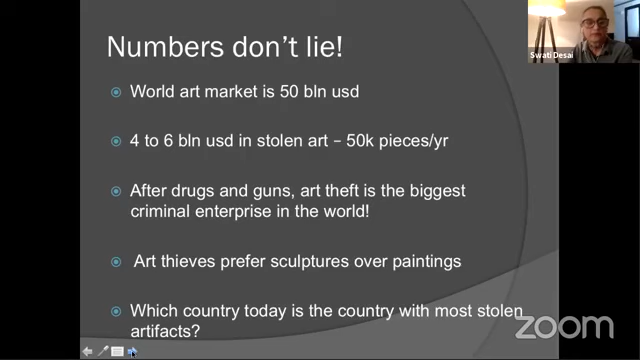 Numbers don't lie!
World art market is 50 bln usd
4 to 6 bln usd in stolen art – 50k pieces/yr
After drugs and guns, art theft is the biggest
criminal enterprise in the world!
Art thieves prefer sculptures over paintings
Which country today is the country with most stolen
artifacts?
Swati Desai
zoom